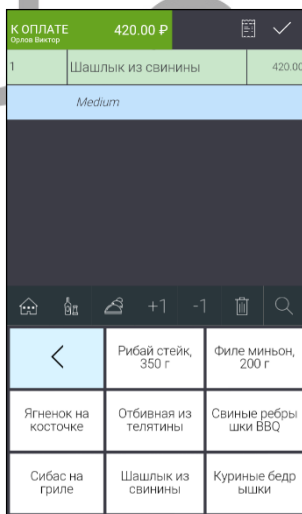 К ОПЛАТЕ 420.00 ₽
Орлов Виктор
1 Шашлык из свинины 420.00
Medium
+1 -1
Рибай стейк, 350 г
Филе миньон, 200 г
Ягненок на косточке
Отбивная из телятины
Свиные ребры
шки BBQ
Сибас на гриле
Шашлык из свинины
Куриные бедр
ышки